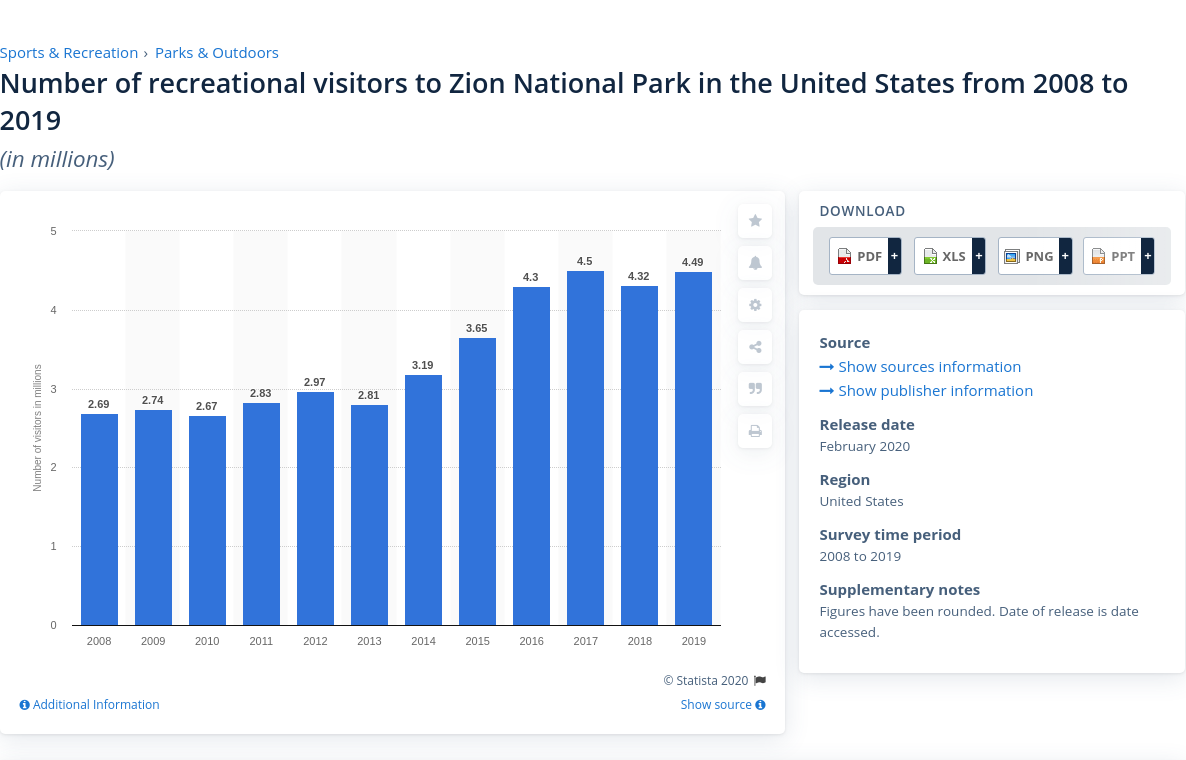 Sports & Recreation › Parks & Outdoors
Number of recreational visitors to Zion National Park in the United States from 2008 to
2019
(in millions)
Number of visitors in millions
5
4
3
2
1
0
2.69
2.74
2.67
2.83
2.97
2.81
3.19
3.65
4.3
4.5
4.32
4.49
2008 2009 2010 2011 2012 2013 2014 2015 2016 2017 2018 2019
© Statista 2020
Additional Information
Show source
DOWNLOAD
PDF + XLS + PNG + PPT +
Source
Show sources information
Show publisher information
Release date
February 2020
Region
United States
Survey time period
2008 to 2019
Supplementary notes
Figures have been rounded. Date of release is date
accessed.